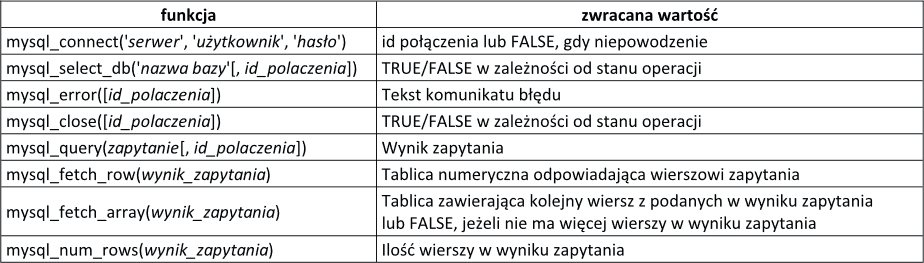 funkcja zwracana wartość
mysql_connect('serwer', 'użytkownik', 'hasło') id połączenia lub FALSE, gdy niepowodzenie
mysql_select_db('nazwa bazy'[, id_polaczenia]) TRUE/FALSE w zależności od stanu operacji
mysql_error([id_polaczenia]) Tekst komunikatu błędu
mysql_close([id_polaczenia]) TRUE/FALSE w zależności od stanu operacji
mysql_query(zapytanie[, id_polaczenia]) Wynik zapytania
mysql_fetch_row(wynik_zapytania) Tablica numeryczna odpowiadająca wierszowi zapytania
mysql_fetch_array(wynik_zapytania) Tablica zawierająca kolejny wiersz z podanych w wyniku zapytania
lub FALSE, jeżeli nie ma więcej wierszy w wyniku zapytania
mysql_num_rows(wynik_zapytania) Ilość wierszy w wyniku zapytania